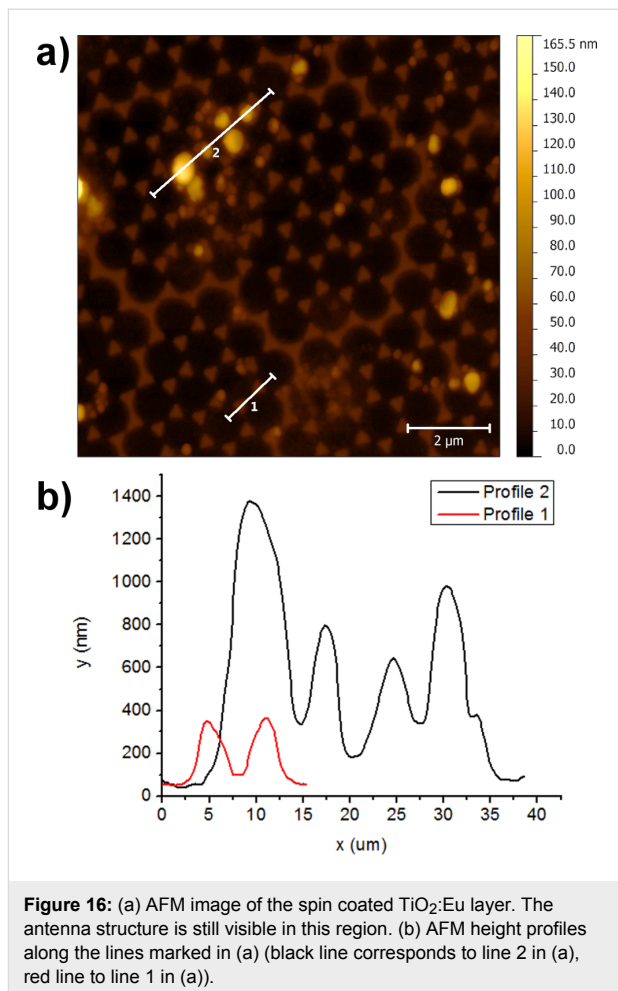 a)
165.5 nm
150.0
140.0
130.0
120.0
110.0
100.0
90.0
80.0
70.0
60.0
50.0
40.0
30.0
20.0
10.0
0.0
2
1
2 µm
b)
Profile 2
Profile 1
1400
1200
1000
800
600
400
200
0
y (nm)
0 5 10 15 20 25 30 35 40
x (um)
Figure 16: (a) AFM image of the spin coated TiO₂:Eu layer. The
antenna structure is still visible in this region. (b) AFM height profiles
along the lines marked in (a) (black line corresponds to line 2 in (a),
red line to line 1 in (a)).